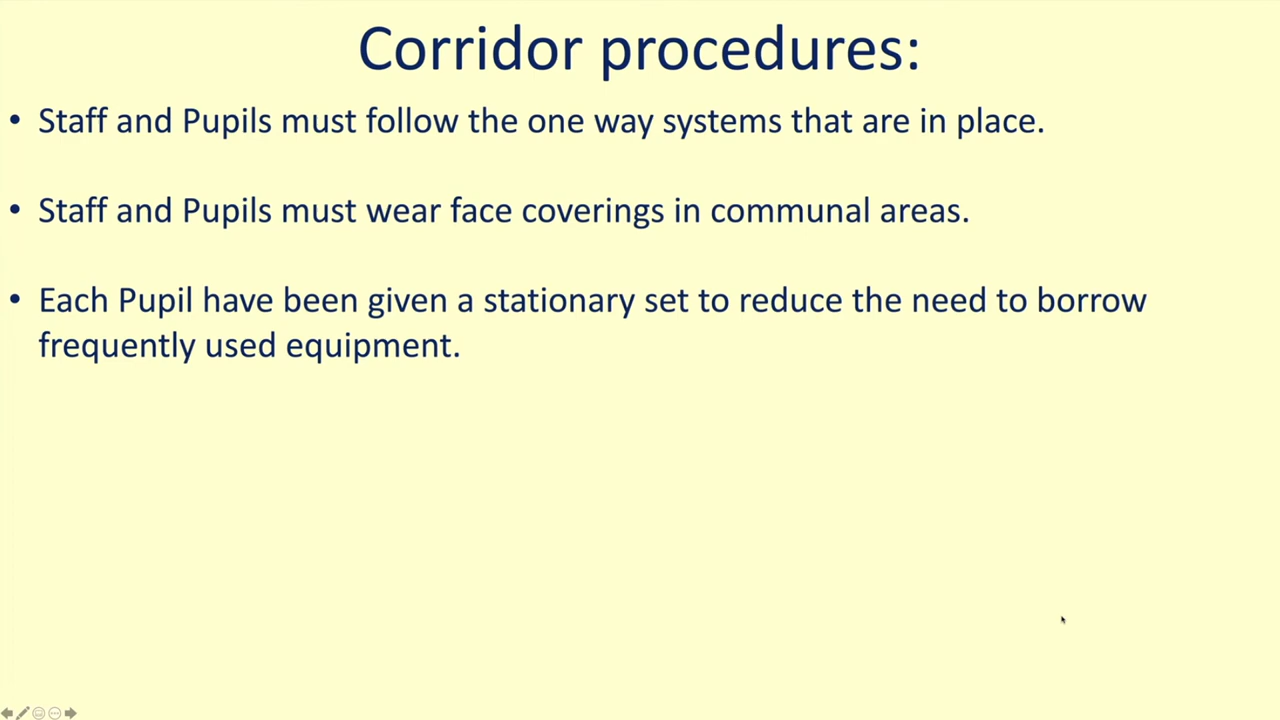 Corridor procedures:
• Staff and Pupils must follow the one way systems that are in place.
• Staff and Pupils must wear face coverings in communal areas.
• Each Pupil have been given a stationary set to reduce the need to borrow
frequently used equipment.